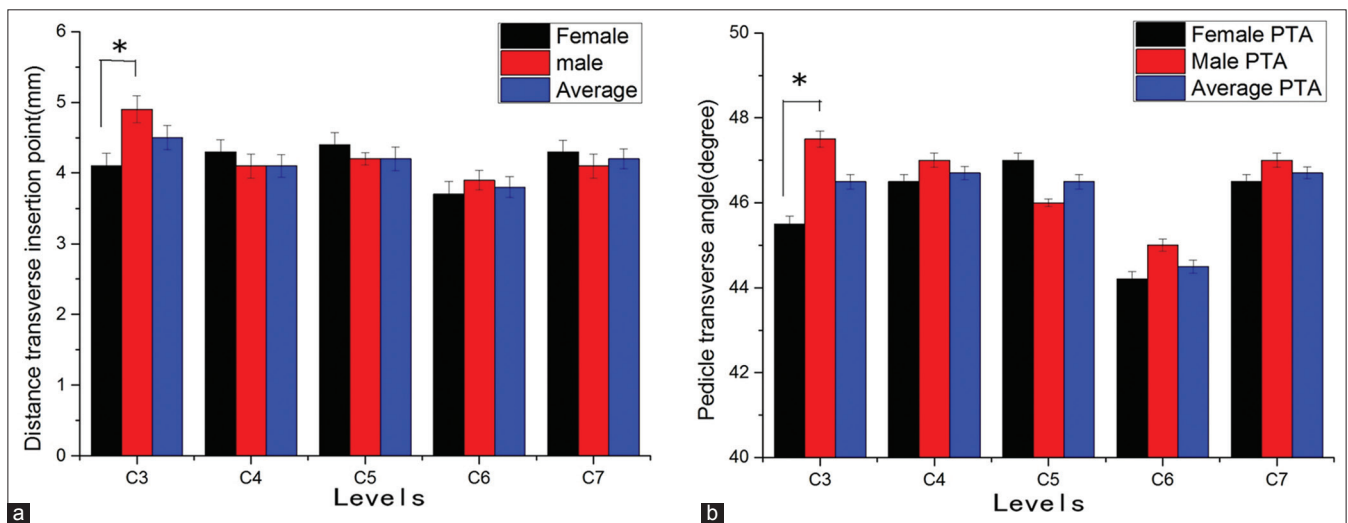 6
5
4
3
2
1
0
Distance transverse insertion point(mm)
*
Female
male
Average
C3 C4 C5 C6 C7
Levels
a
50
48
46
44
42
40
Pedicle transverse angle(degree)
*
Female PTA
Male PTA
Average PTA
C3 C4 C5 C6 C7
Levels
b